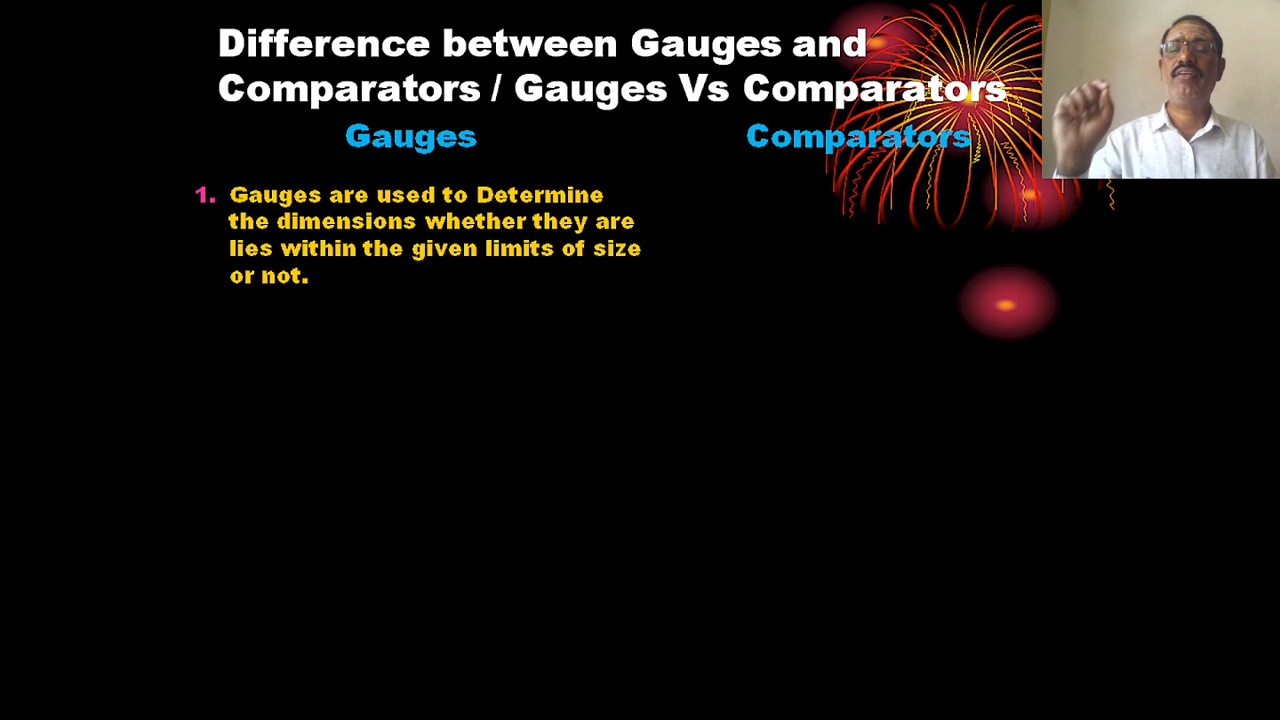 Difference between Gauges and
Comparators / Gauges Vs Comparators
Gauges
Comparators
1. Gauges are used to Determine
the dimensions whether they are
lies within the given limits of size
or not.